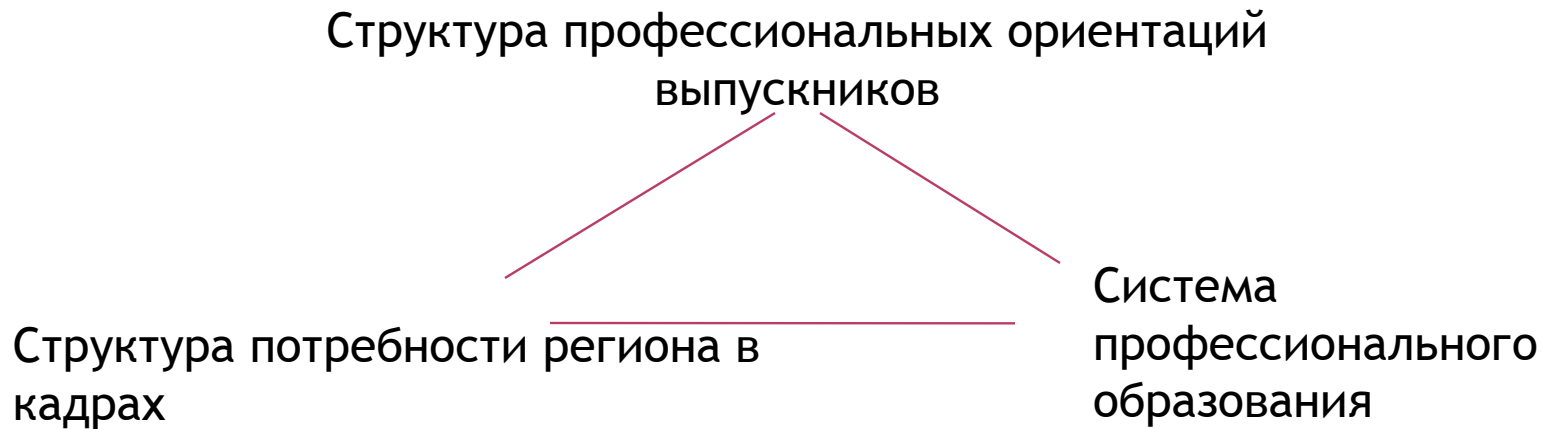 Структура профессиональных ориентаций
выпускников
Структура потребности региона в
кадрах
Система
профессионального
образования